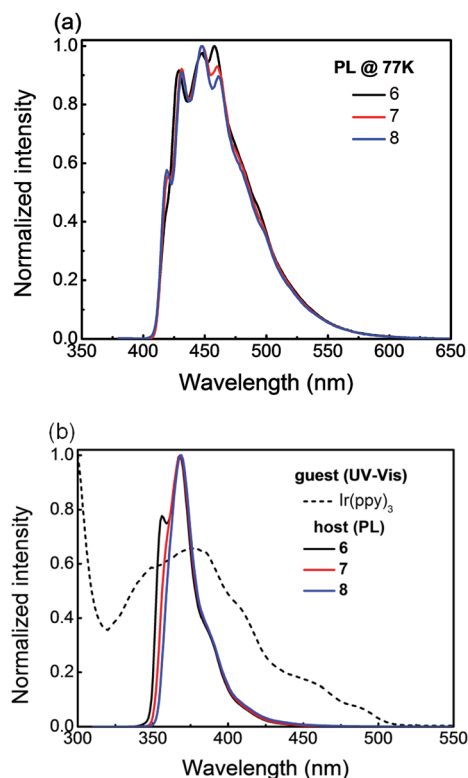 (a)
1.0
0.8
0.6
0.4
0.2
0.0
Normalized intensity
PL @ 77K
6
7
8
350 400 450 500 550 600 650
Wavelength (nm)
(b)
1.0
0.8
0.6
0.4
0.2
0.0
Normalized intensity
guest (UV-Vis)
Ir(ppy)₃
host (PL)
6
7
8
300 350 400 450 500 550
Wavelength (nm)